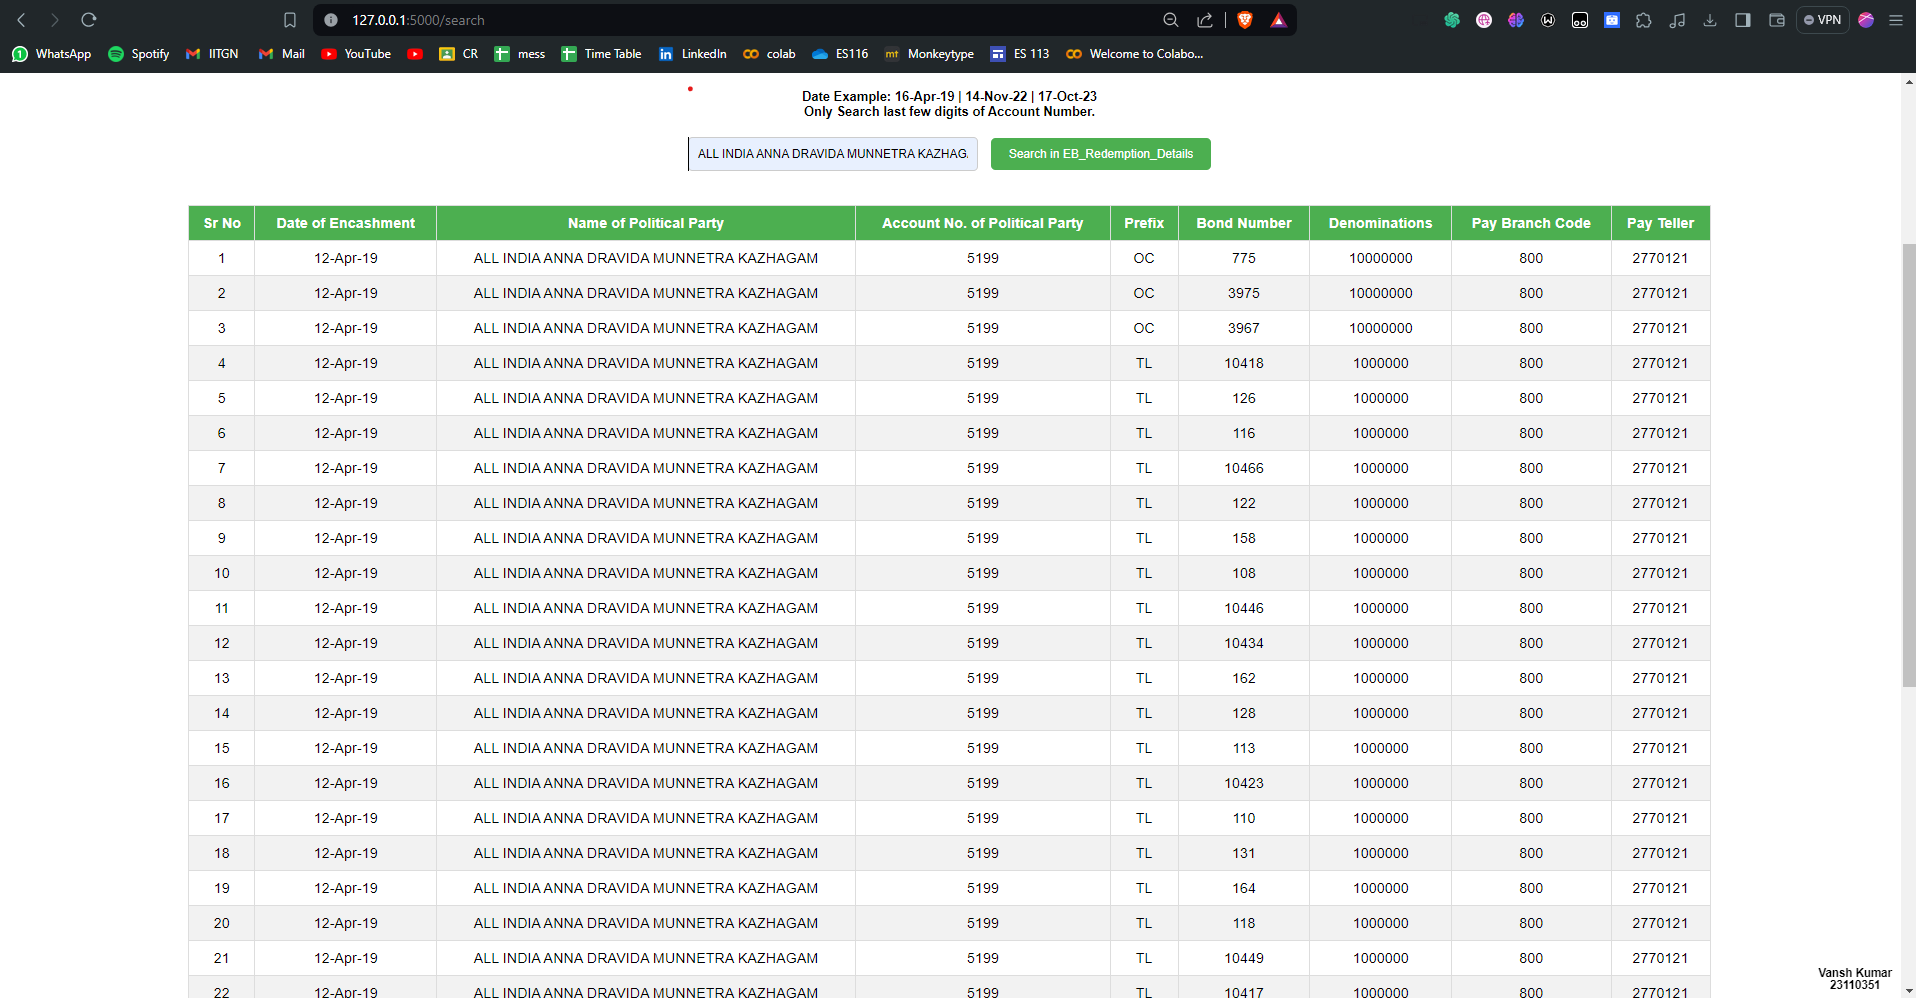 127.0.0.1:5000/search
VPN
WhatsApp Spotify IITGN Mail YouTube CR mess Time Table LinkedIn colab ES116 mt Monkeytype ES 113 Welcome to Colabo...
Date Example: 16-Apr-19 | 14-Nov-22 | 17-Oct-23
Only Search last few digits of Account Number.
ALL INDIA ANNA DRAVIDA MUNNETRA KAZHAG. Search in EB_Redemption_Details
Sr No Date of Encashment Name of Political Party Account No. of Political Party Prefix Bond Number Denominations Pay Branch Code Pay Teller
1 12-Apr-19 ALL INDIA ANNA DRAVIDA MUNNETRA KAZHAGAM 5199 OC 775 10000000 800 2770121
2 12-Apr-19 ALL INDIA ANNA DRAVIDA MUNNETRA KAZHAGAM 5199 OC 3975 10000000 800 2770121
3 12-Apr-19 ALL INDIA ANNA DRAVIDA MUNNETRA KAZHAGAM 5199 OC 3967 10000000 800 2770121
4 12-Apr-19 ALL INDIA ANNA DRAVIDA MUNNETRA KAZHAGAM 5199 TL 10418 1000000 800 2770121
5 12-Apr-19 ALL INDIA ANNA DRAVIDA MUNNETRA KAZHAGAM 5199 TL 126 1000000 800 2770121
6 12-Apr-19 ALL INDIA ANNA DRAVIDA MUNNETRA KAZHAGAM 5199 TL 116 1000000 800 2770121
7 12-Apr-19 ALL INDIA ANNA DRAVIDA MUNNETRA KAZHAGAM 5199 TL 10466 1000000 800 2770121
8 12-Apr-19 ALL INDIA ANNA DRAVIDA MUNNETRA KAZHAGAM 5199 TL 122 1000000 800 2770121
9 12-Apr-19 ALL INDIA ANNA DRAVIDA MUNNETRA KAZHAGAM 5199 TL 158 1000000 800 2770121
10 12-Apr-19 ALL INDIA ANNA DRAVIDA MUNNETRA KAZHAGAM 5199 TL 108 1000000 800 2770121
11 12-Apr-19 ALL INDIA ANNA DRAVIDA MUNNETRA KAZHAGAM 5199 TL 10446 1000000 800 2770121
12 12-Apr-19 ALL INDIA ANNA DRAVIDA MUNNETRA KAZHAGAM 5199 TL 10434 1000000 800 2770121
13 12-Apr-19 ALL INDIA ANNA DRAVIDA MUNNETRA KAZHAGAM 5199 TL 162 1000000 800 2770121
14 12-Apr-19 ALL INDIA ANNA DRAVIDA MUNNETRA KAZHAGAM 5199 TL 128 1000000 800 2770121
15 12-Apr-19 ALL INDIA ANNA DRAVIDA MUNNETRA KAZHAGAM 5199 TL 113 1000000 800 2770121
16 12-Apr-19 ALL INDIA ANNA DRAVIDA MUNNETRA KAZHAGAM 5199 TL 10423 1000000 800 2770121
17 12-Apr-19 ALL INDIA ANNA DRAVIDA MUNNETRA KAZHAGAM 5199 TL 110 1000000 800 2770121
18 12-Apr-19 ALL INDIA ANNA DRAVIDA MUNNETRA KAZHAGAM 5199 TL 131 1000000 800 2770121
19 12-Apr-19 ALL INDIA ANNA DRAVIDA MUNNETRA KAZHAGAM 5199 TL 164 1000000 800 2770121
20 12-Apr-19 ALL INDIA ANNA DRAVIDA MUNNETRA KAZHAGAM 5199 TL 118 1000000 800 2770121
21 12-Apr-19 ALL INDIA ANNA DRAVIDA MUNNETRA KAZHAGAM 5199 TL 10449 1000000 800 2770121
22 12-Apr-19 ALL INDIA ANNA DRAVIDA MUNNETRA KAZHAGAM 5199 TL 10417 1000000 800 2770121
Vansh Kumar
23110351